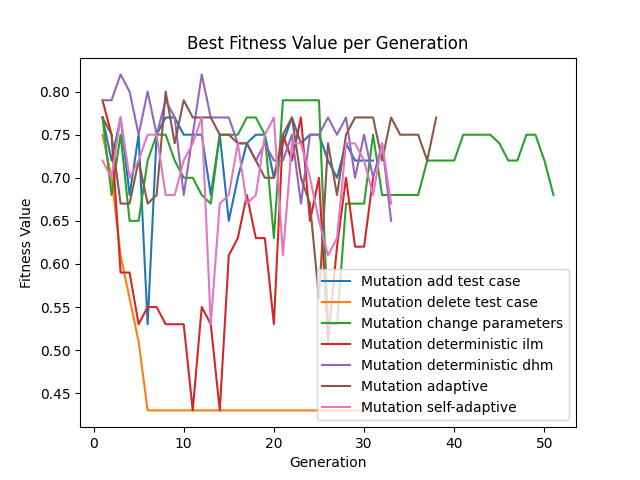 Best Fitness Value per Generation
Fitness Value
0.80
0.75
0.70
0.65
0.60
0.55
0.50
0.45
Mutation add test case
Mutation delete test case
Mutation change parameters
Mutation deterministic ilm
Mutation deterministic dhm
Mutation adaptive
Mutation self-adaptive
0 10 20 30 40 50
Generation